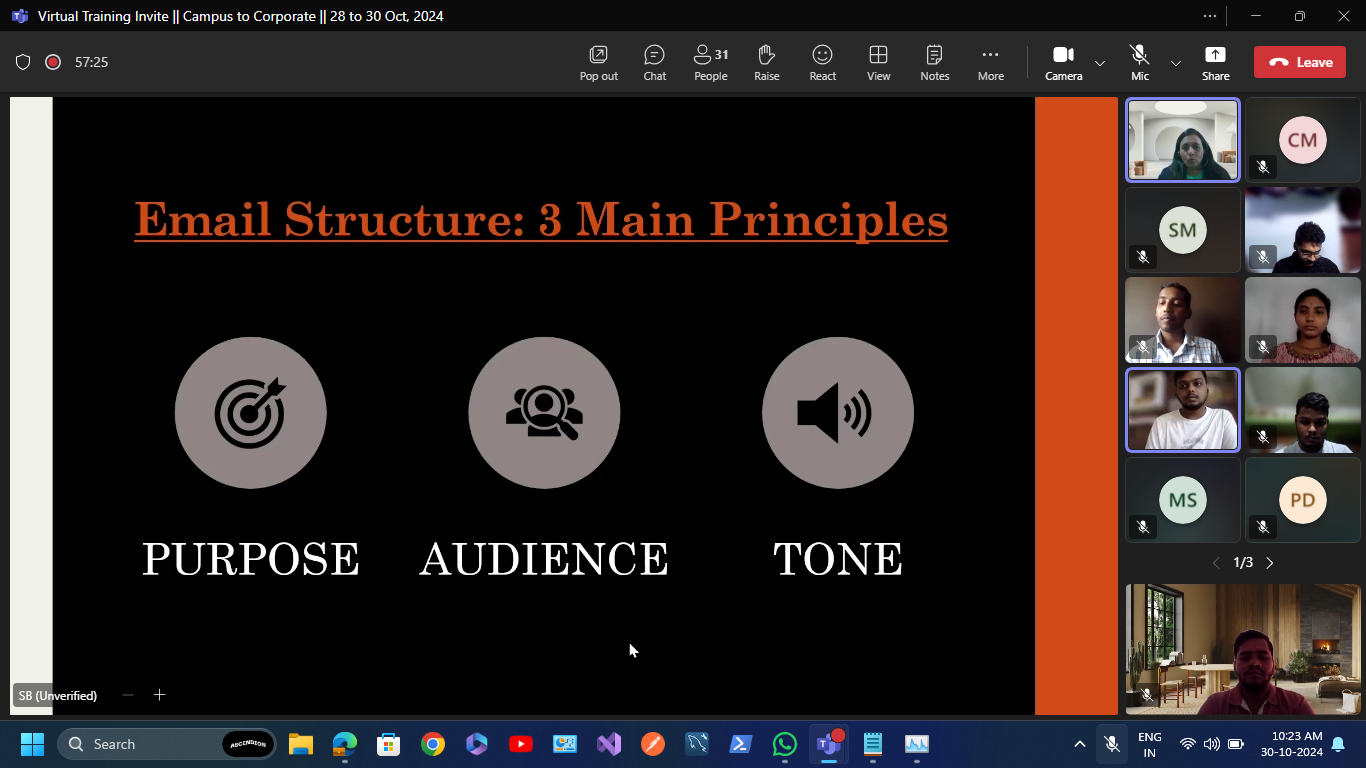 Virtual Training Invite || Campus to Corporate || 28 to 30 Oct, 2024
57:25
Pop out
Chat
31
People
Raise
React
View
Notes
More
Camera
Mic
Share
Leave
Email Structure: 3 Main Principles
PURPOSE
AUDIENCE
TONE
CM
SM
MS
PD
1/3
SB (Unverified)
Search
ASCENSION
ENG
IN
10:23 AM
30-10-2024